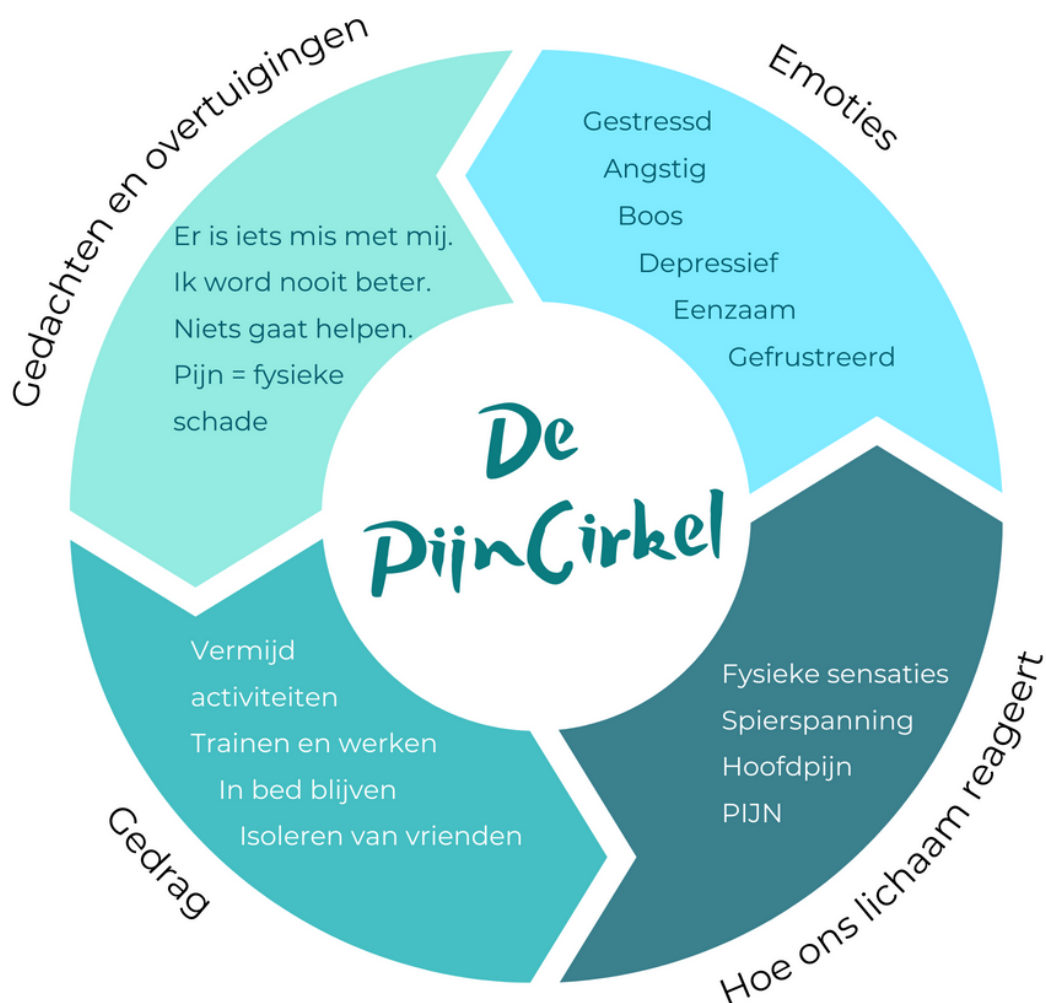 Gedachten en overtuigingen
Er is iets mis met mij.
Ik word nooit beter.
Niets gaat helpen.
Pijn = fysieke
schade
Emoties
Gestressd
Angstig
Boos
Depressief
Eenzaam
Gefrustreerd
De
PijnCirkel
Hoe ons lichaam reageert
Fysieke sensaties
Spierspanning
Hoofdpijn
PIJN
Gedrag
Vermijd
activiteiten
Trainen en werken
In bed blijven
Isoleren van vrienden